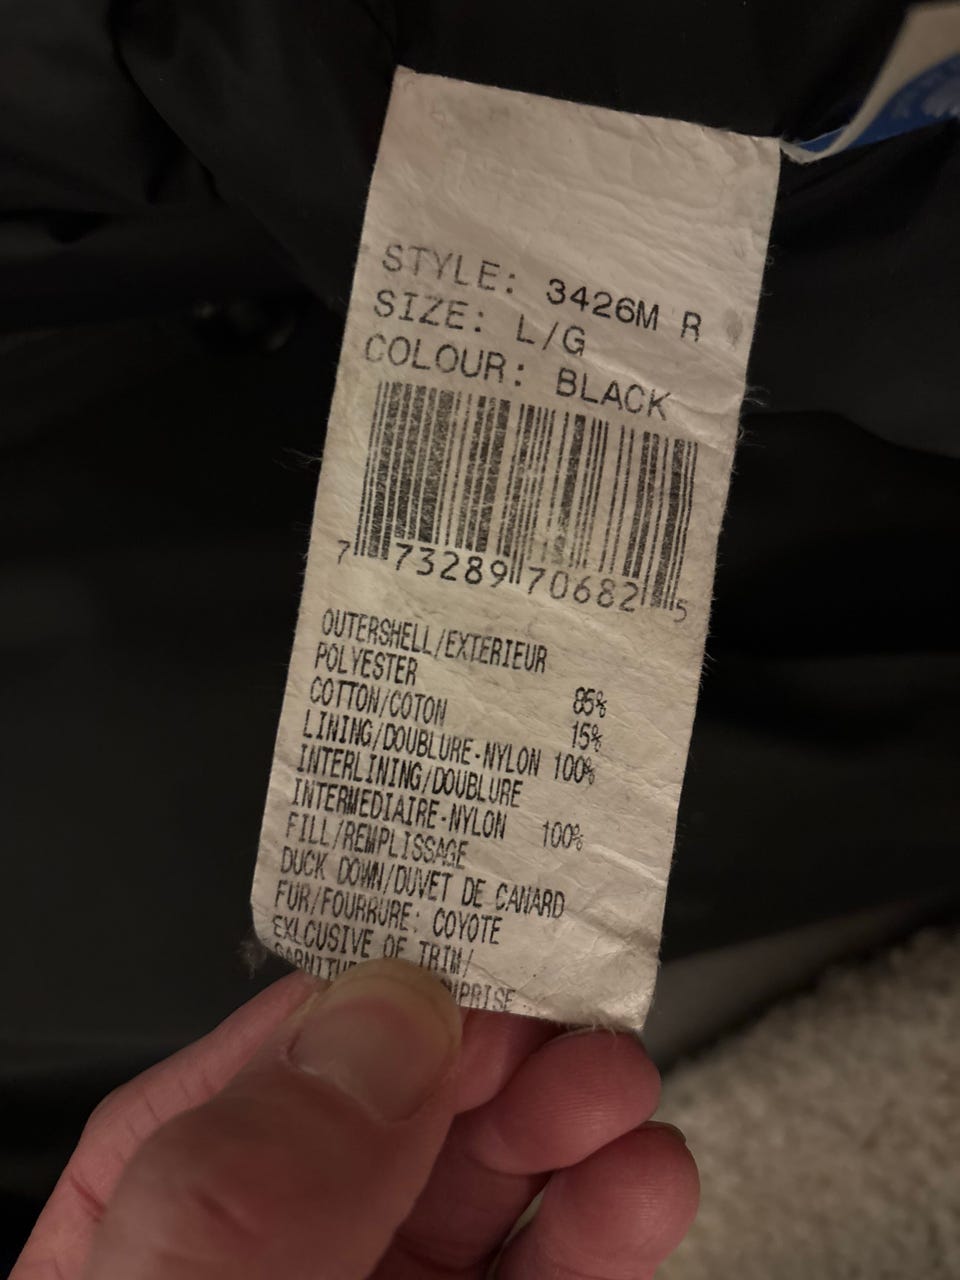 STYLE: 3426M R
SIZE: L/G
COLOUR: BLACK
7 73289 70682 5
OUTERSHELL/EXTERIEUR
POLYESTER 85%
COTTON/COTON 15%
LINING/DOUBLURE-NYLON 100%
INTERLINING/DOUBLURE
INTERMEDIAIRE-NYLON 100%
FILL/REMPLISSAGE
DUCK DOWN/DUVET DE CANARD
FUR/FOURRURE: COYOTE
EXLCUSIVE OF TRIM/